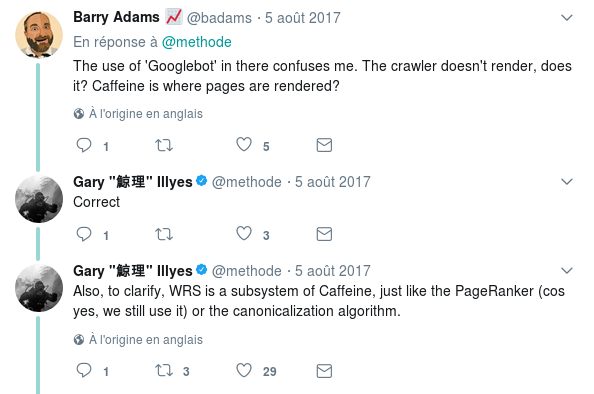 Barry Adams 📈 @badams · 5 août 2017
En réponse à @methode
The use of 'Googlebot' in there confuses me. The crawler doesn't render, does
it? Caffeine is where pages are rendered?
À l'origine en anglais
1 5
Gary "鯨理" Illyes @methode · 5 août 2017
Correct
1 3
Gary "鯨理" Illyes @methode · 5 août 2017
Also, to clarify, WRS is a subsystem of Caffeine, just like the PageRanker (cos
yes, we still use it) or the canonicalization algorithm.
À l'origine en anglais
1 3 29